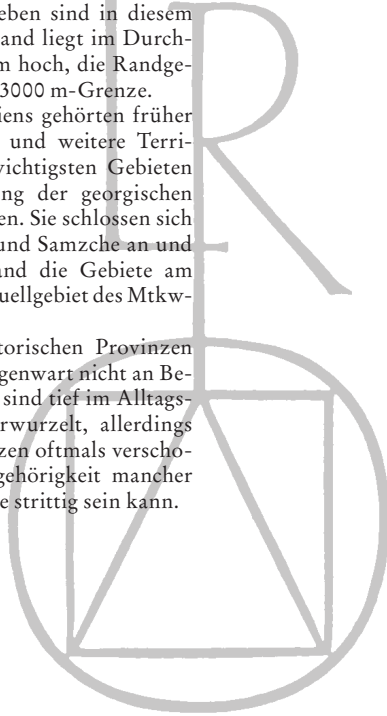 eben sind in diesem
and liegt im Durch-
m hoch, die Randge-
3000 m-Grenze.
iens gehörten früher
und weitere Terri-
wichtigsten Gebieten
ng der georgischen
en. Sie schlossen sich
und Samzche an und
and die Gebiete am
uellgebiet des Mtkw-
torischen Provinzen
genwart nicht an Be-
sind tief im Alltags-
rwurzelt, allerdings
zen oftmals verscho-
gehörigkeit mancher
e strittig sein kann.